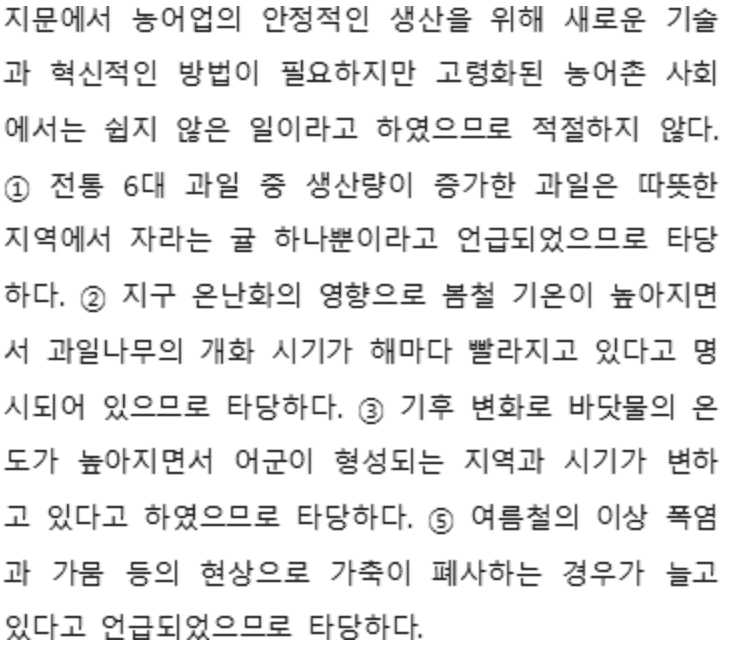 지문에서 농어업의 안정적인 생산을 위해 새로운 기술
과 혁신적인 방법이 필요하지만 고령화된 농어촌 사회
에서는 쉽지 않은 일이라고 하였으므로 적절하지 않다.
① 전통 6대 과일 중 생산량이 증가한 과일은 따뜻한
지역에서 자라는 귤 하나뿐이라고 언급되었으므로 타당
하다. ② 지구 온난화의 영향으로 봄철 기온이 높아지면
서 과일나무의 개화 시기가 해마다 빨라지고 있다고 명
시되어 있으므로 타당하다. ③ 기후 변화로 바닷물의 온
도가 높아지면서 어군이 형성되는 지역과 시기가 변하
고 있다고 하였으므로 타당하다. ⑤ 여름철의 이상 폭염
과 가뭄 등의 현상으로 가축이 폐사하는 경우가 늘고
있다고 언급되었으므로 타당하다.